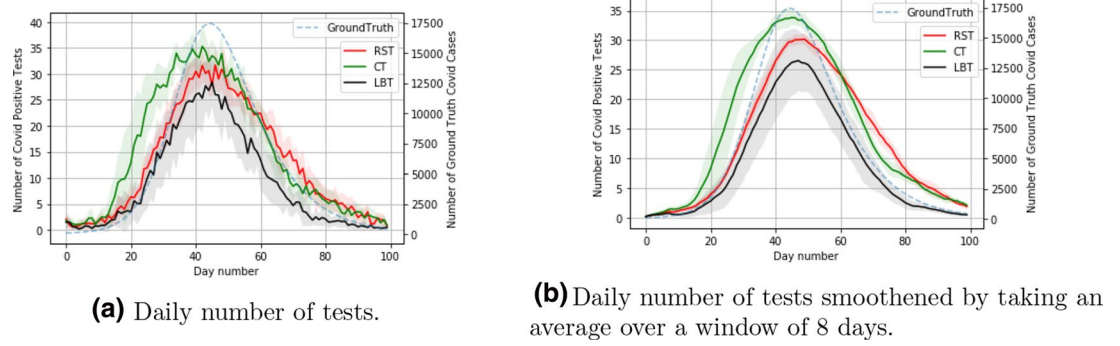 40
35
30
25
20
15
10
5
0
Number of Covid Positive Tests
GroundTruth
RST
CT
LBT
17500
15000
12500
10000
7500
5000
2500
0
Number of Ground Truth Covid Cases
0 20 40 60 80 100
Day number
(a) Daily number of tests.
35
30
25
20
15
10
5
0
Number of Covid Positive Tests
GroundTruth
RST
CT
LBT
17500
15000
12500
10000
7500
5000
2500
0
Number of Ground Truth Covid Cases
0 20 40 60 80 100
Day number
(b) Daily number of tests smoothened by taking an
average over a window of 8 days.